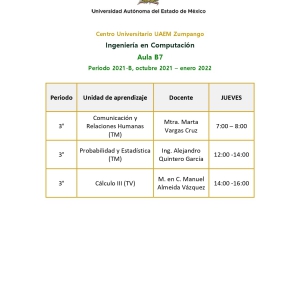 Universidad Autónoma del Estado de México
Centro Universitario UAEM Zumpango
Ingeniería en Computación
Aula B7
Periodo 2021-B, octubre 2021 – enero 2022
Periodo Unidad de aprendizaje Docente JUEVES
3° Comunicación y Relaciones Humanas (TM) Mtra. Marta Vargas Cruz 7:00 – 8:00
3° Probabilidad y Estadística (TM) Ing. Alejandro Quintero García 12:00 -14:00
3° Cálculo III (TV) M. en C. Manuel Almeida Vázquez 14:00 -16:00